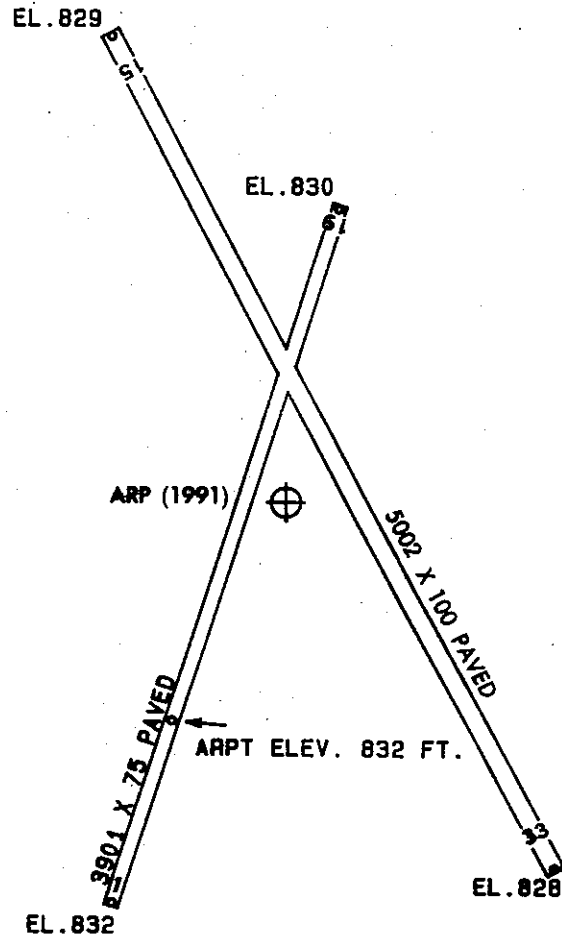 EL.829
15
EL.830
19
ARP (1991)
5002 X 100 PAVED
3901 X 75 PAVED
ARPT ELEV. 832 FT.
33
1
EL.828
EL.832